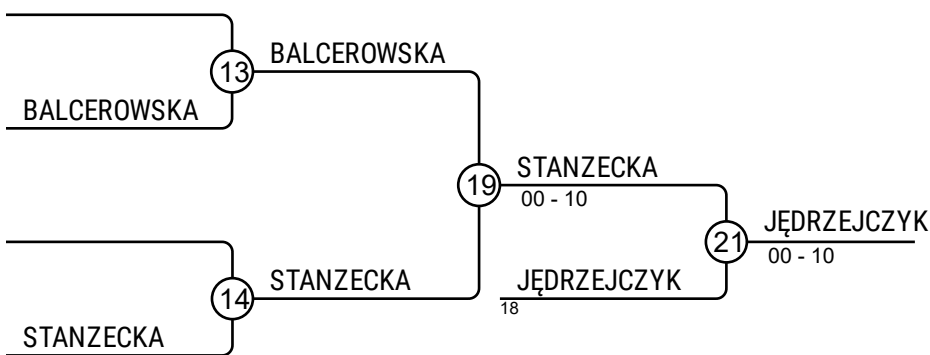 13
BALCEROWSKA
BALCEROWSKA
19
STANZECKA
00 - 10
21
JĘDRZEJCZYK
00 - 10
JĘDRZEJCZYK
18
14
STANZECKA
STANZECKA